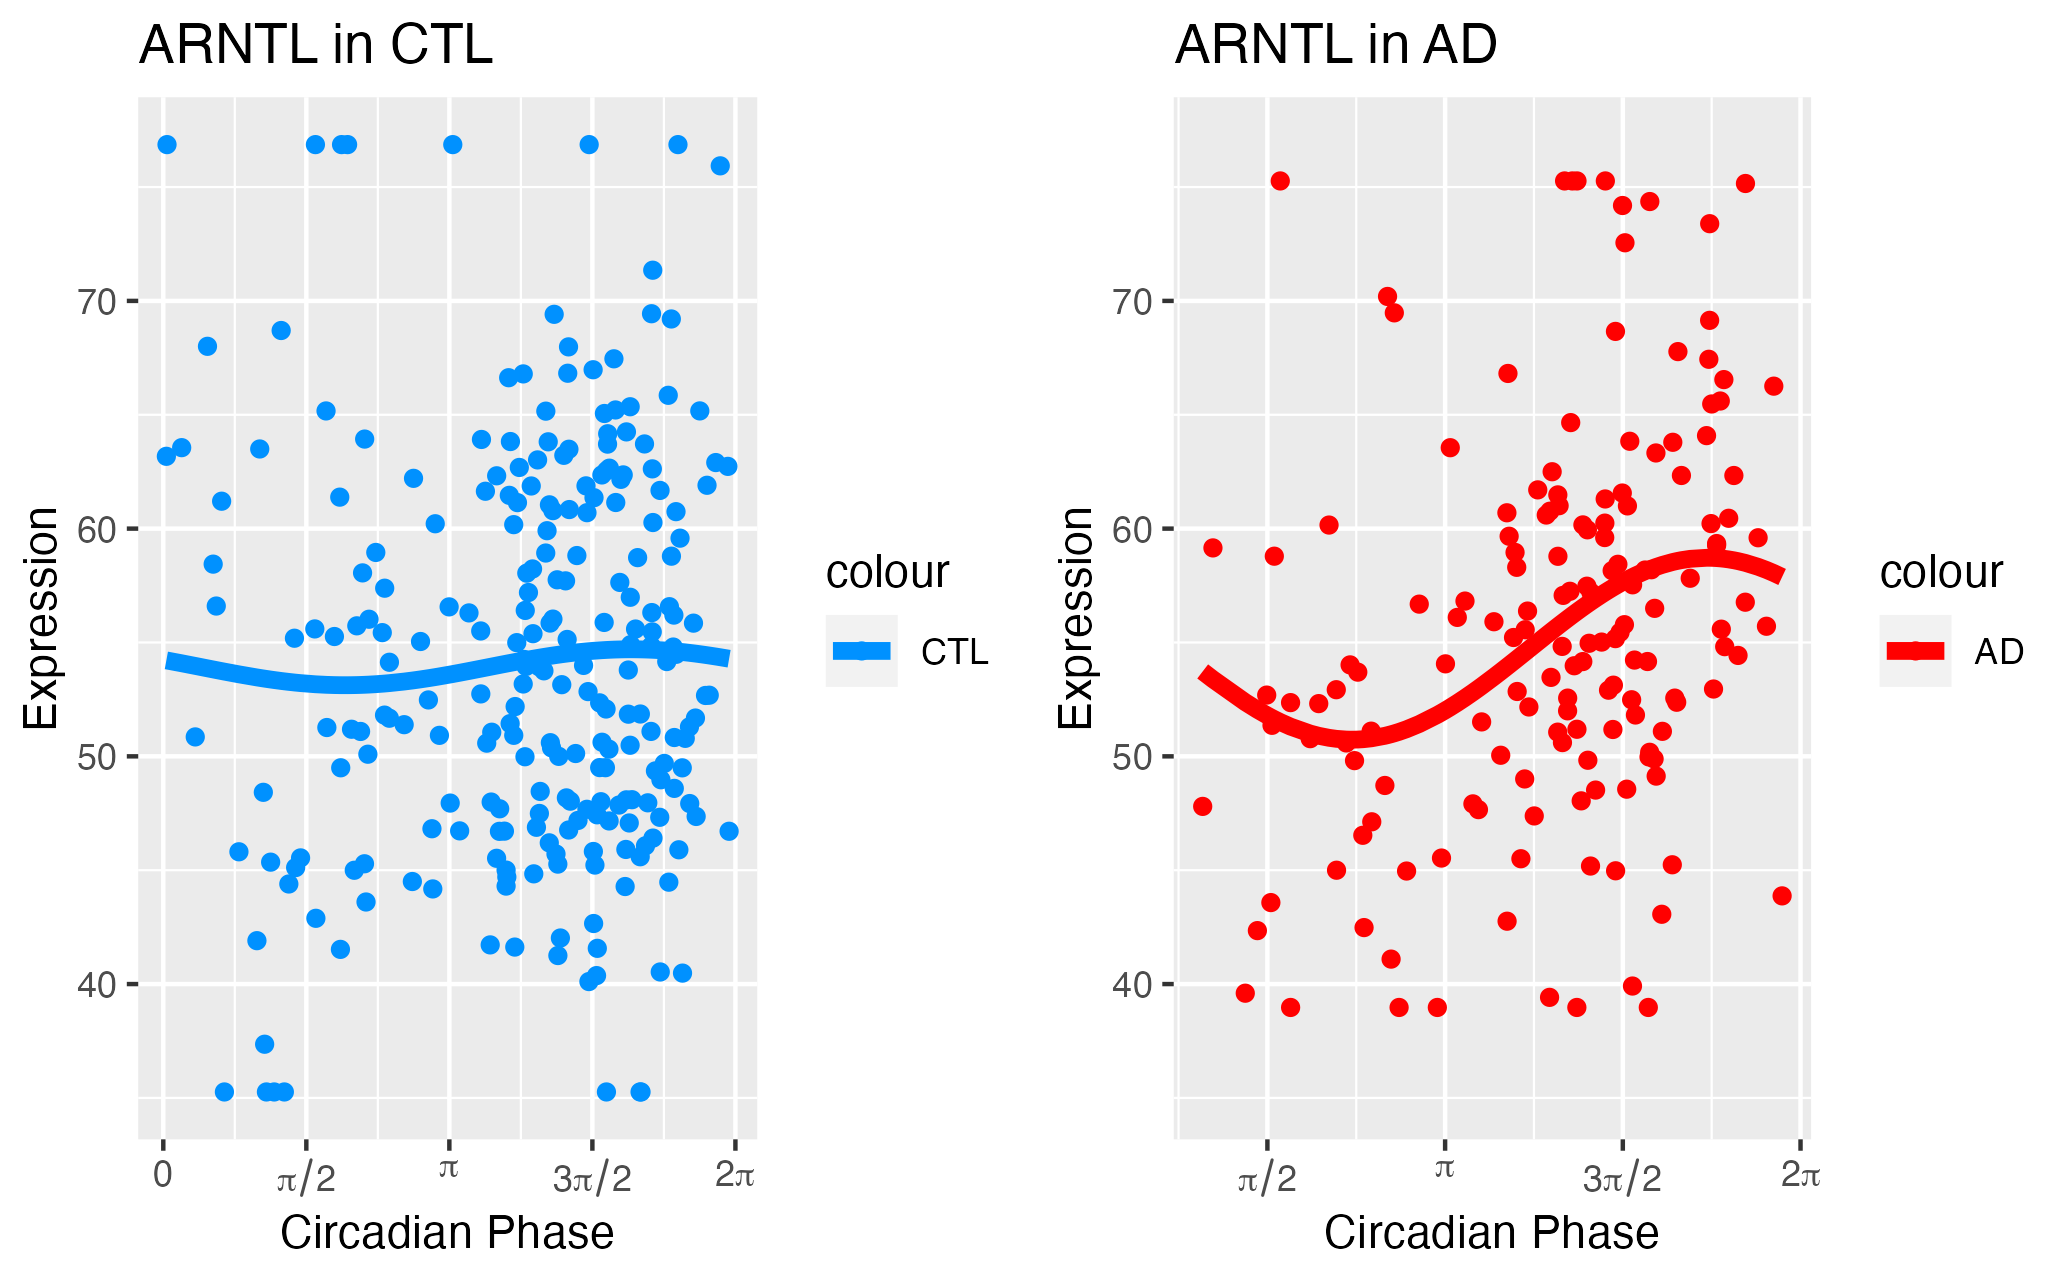 ARNTL in CTL
Expression
70
60
50
40
0 π/2 π 3π/2 2π
Circadian Phase
colour
CTL
ARNTL in AD
Expression
70
60
50
40
π/2 π 3π/2 2π
Circadian Phase
colour
AD